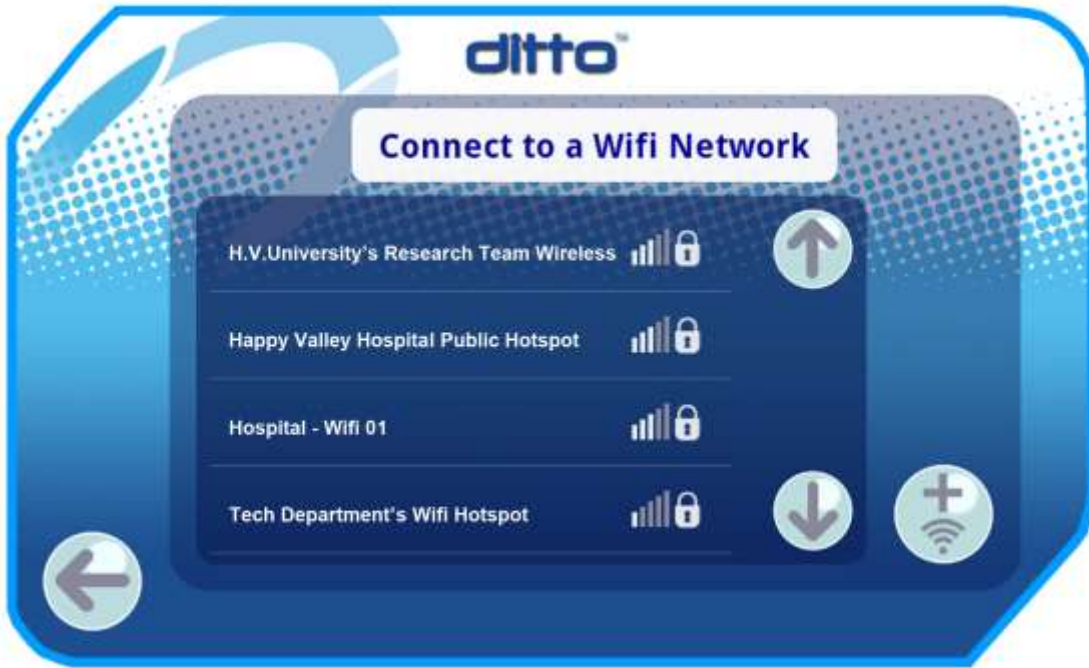 ditto™
Connect to a Wifi Network
H.V.University's Research Team Wireless
Happy Valley Hospital Public Hotspot
Hospital - Wifi 01
Tech Department's Wifi Hotspot